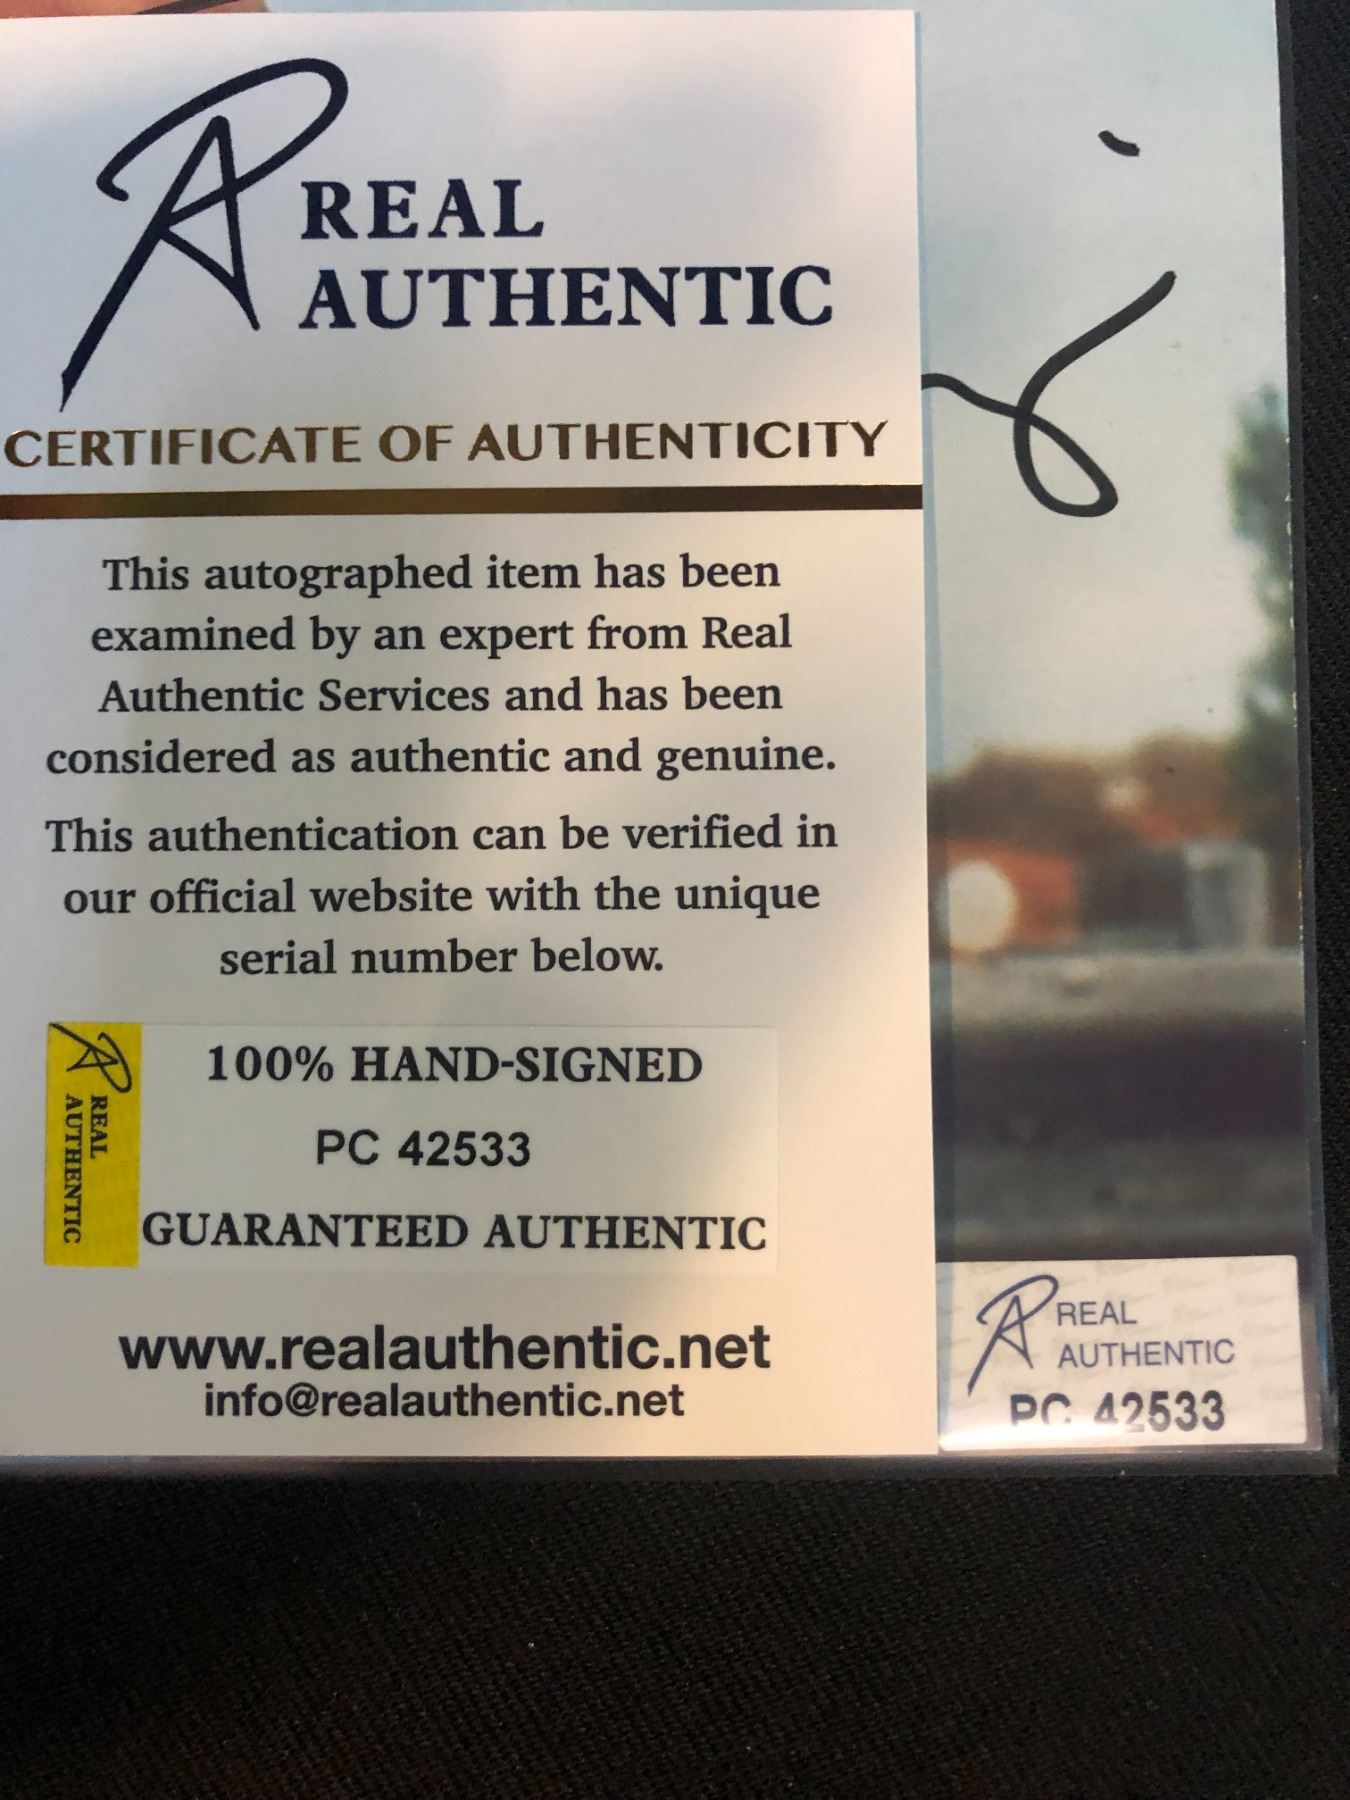 REAL
AUTHENTIC
CERTIFICATE OF AUTHENTICITY
This autographed item has been
examined by an expert from Real
Authentic Services and has been
considered as authentic and genuine.
This authentication can be verified in
our official website with the unique
serial number below.
REAL
AUTHENTIC
100% HAND-SIGNED
PC 42533
GUARANTEED AUTHENTIC
www.realauthentic.net
info@realauthentic.net
REAL
AUTHENTIC
PC 42533